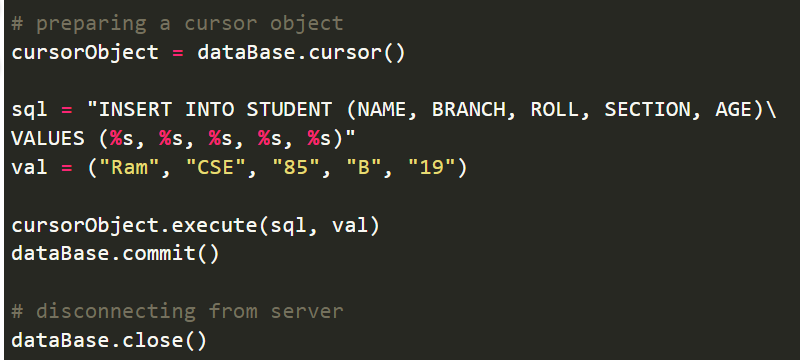 # preparing a cursor object
cursorObject = dataBase.cursor()
sql = "INSERT INTO STUDENT (NAME, BRANCH, ROLL, SECTION, AGE)\
VALUES (%s, %s, %s, %s, %s)"
val = ("Ram", "CSE", "85", "B", "19")
cursorObject.execute(sql, val)
dataBase.commit()
# disconnecting from server
dataBase.close()